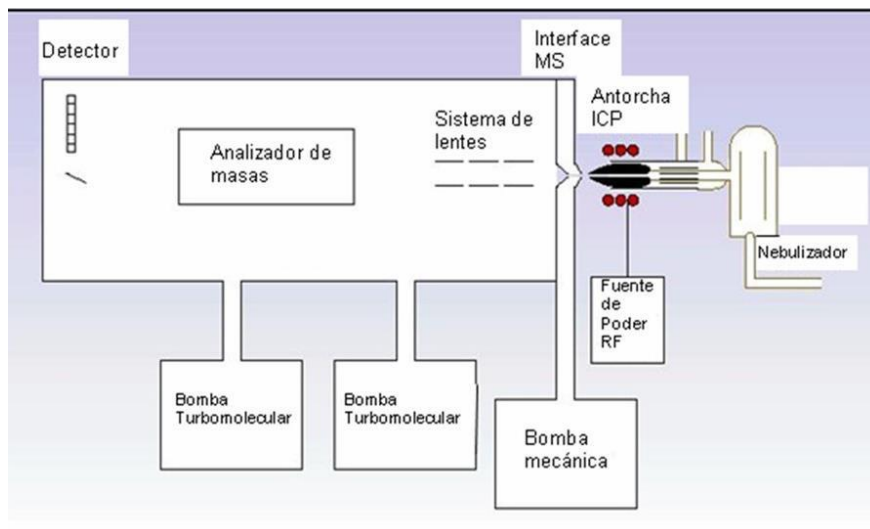 Detector
Interface
MS
Antorcha
ICP
Sistema de
lentes
Analizador de
masas
Nebulizador
Fuente
de
Poder
RF
Bomba
Turbomolecular
Bomba
Turbomolecular
Bomba
mecánica